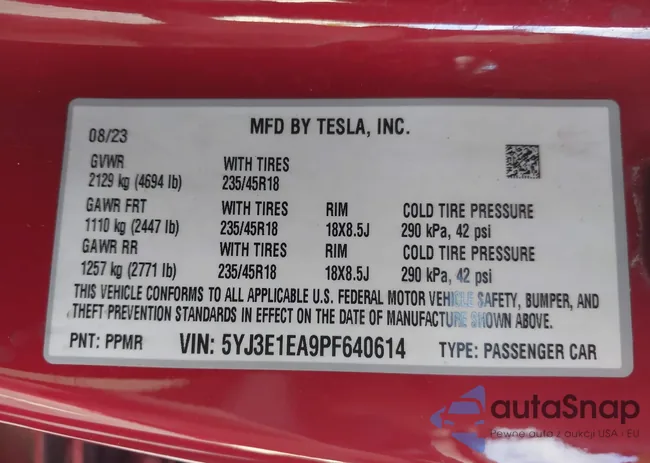 MFD BY TESLA, INC.
08/23
GVWR WITH TIRES
2129 kg (4694 lb) 235/45R18
GAWR FRT WITH TIRES RIM COLD TIRE PRESSURE
1110 kg (2447 lb) 235/45R18 18X8.5J 290 kPa, 42 psi
GAWR RR WITH TIRES RIM COLD TIRE PRESSURE
1257 kg (2771 lb) 235/45R18 18X8.5J 290 kPa, 42 psi
THIS VEHICLE CONFORMS TO ALL APPLICABLE U.S. FEDERAL MOTOR VEHICLE SAFETY, BUMPER, AND
THEFT PREVENTION STANDARDS IN EFFECT ON THE DATE OF MANUFACTURE SHOWN ABOVE.
PNT: PPMR VIN: 5YJ3E1EA9PF640614 TYPE: PASSENGER CAR
autoSnap
Pewne auto z aukcji USA - EU